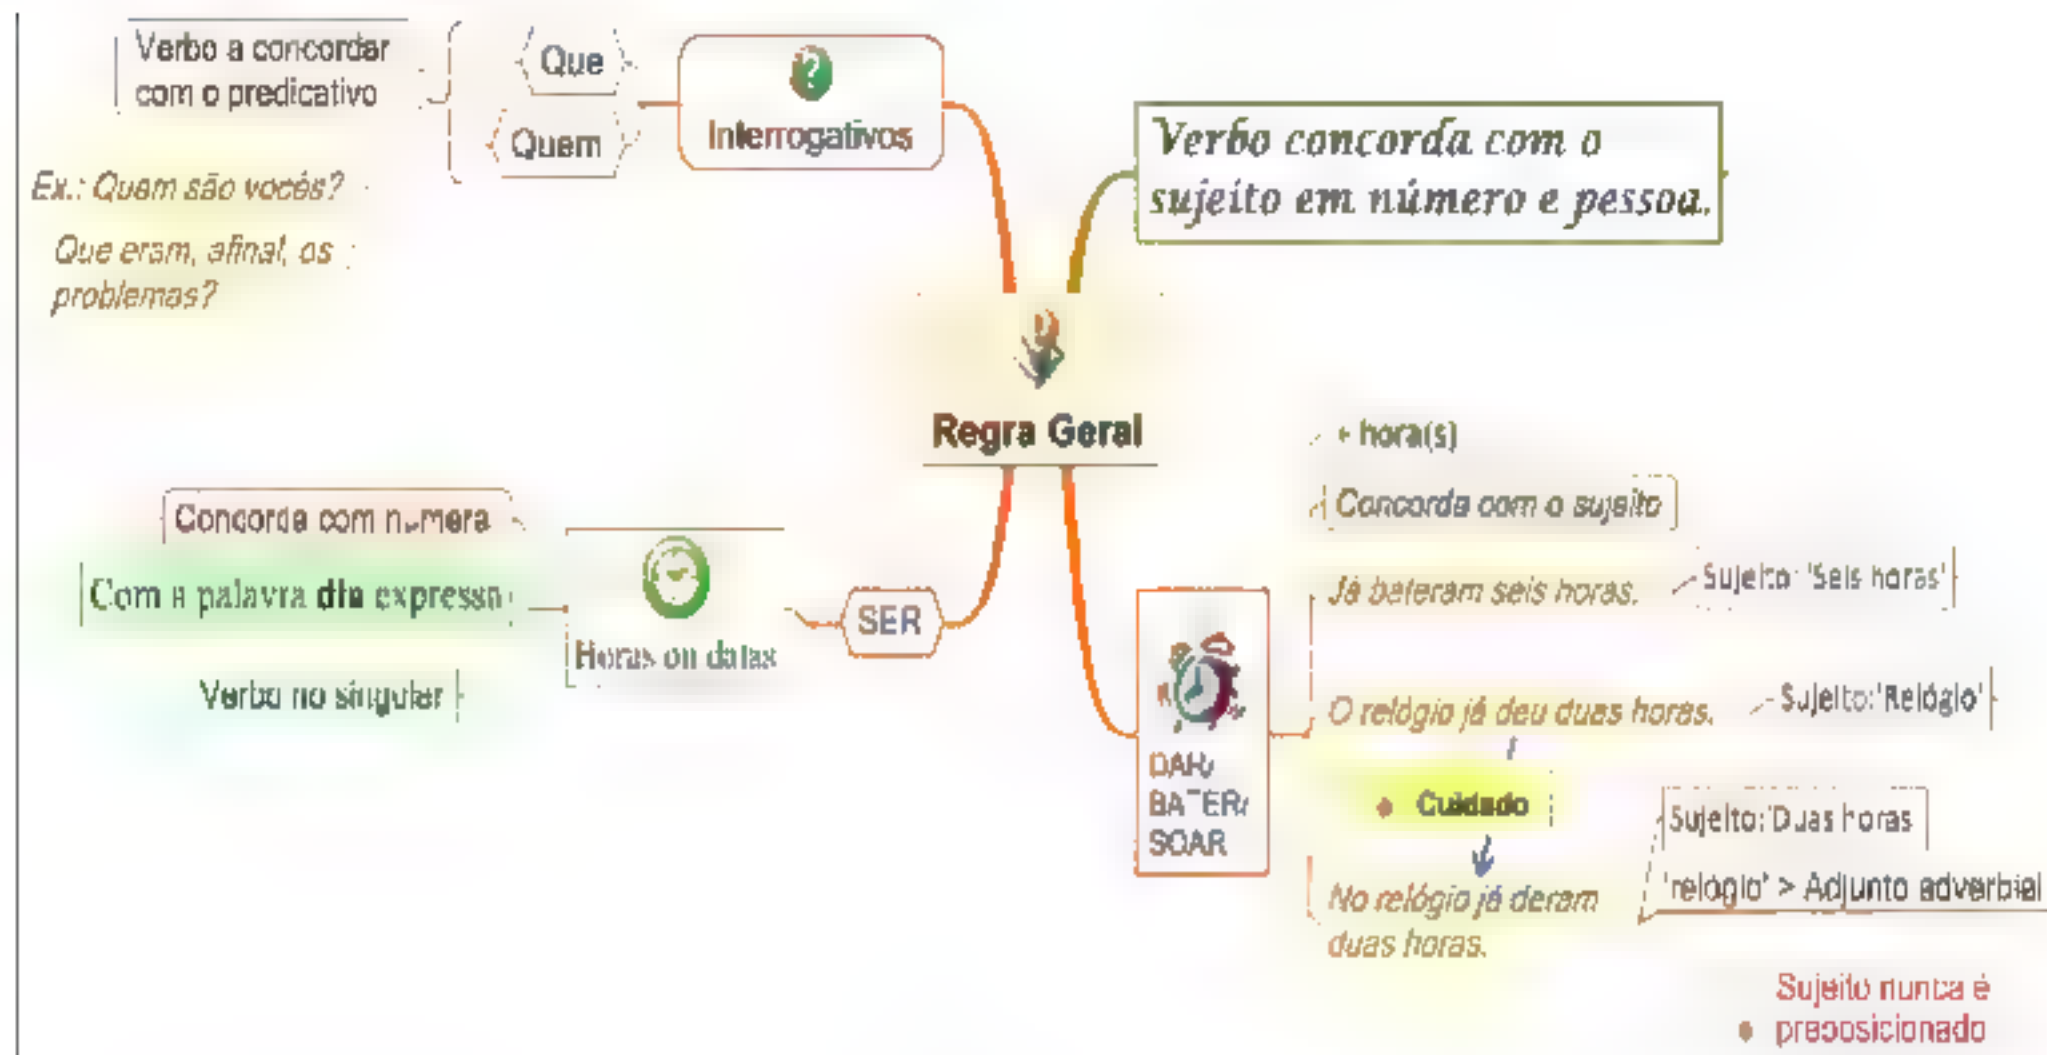 Verbo a concordar
com o predicativo
Que
Quem
?
Interrogativos
Ex.: Quem são vocês?
Que eram, afinal, os
problemas?
Verbo concorda com o
sujeito em número e pessoa.
Regra Geral
Concorda com numeral
Com a palavra dia expressa
Verbo no singular
Horas ou datas
SER
DAR/
BATER/
SOAR
+ hora(s)
Concorda com o sujeito
Já bateram seis horas.
Sujeito: 'Seis horas'
O relógio já deu duas horas.
Sujeito:'Relógio'
Cuidado
No relógio já deram
duas horas.
Sujeito:'Duas horas
'relógio' > Adjunto adverbial
Sujeito nunca é
preposicionado